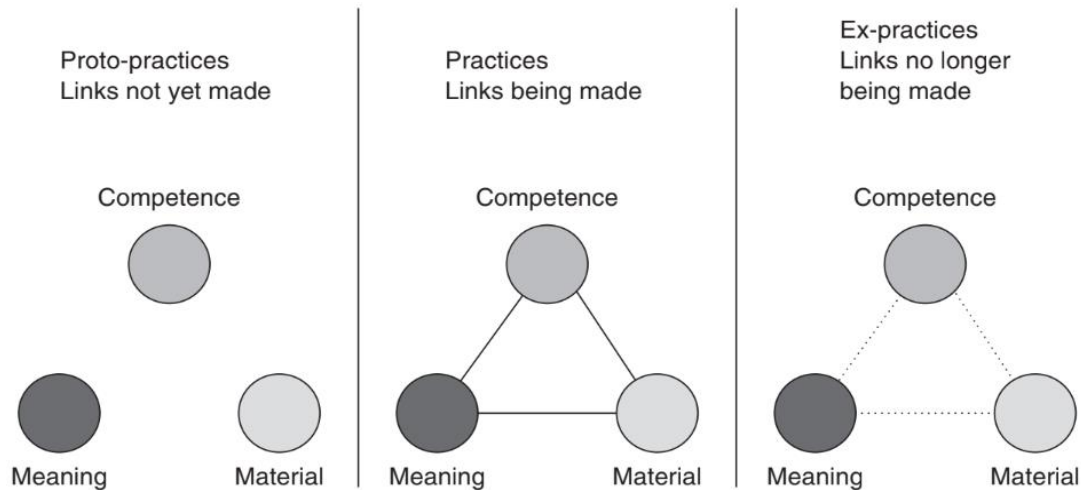 Proto-practices
Links not yet made
Competence
Meaning
Material
Practices
Links being made
Competence
Meaning
Material
Ex-practices
Links no longer
being made
Competence
Meaning
Material